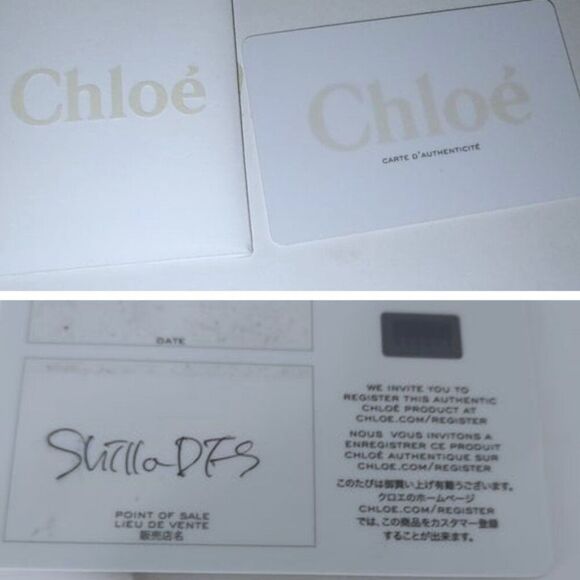 Chloé
Chloé
CARTE D'AUTHENTICITÉ
DATE
POINT OF SALE
LIEU DE VENTE
販売店名
WE INVITE YOU TO
REGISTER THIS AUTHENTIC
CHLOÉ PRODUCT AT
CHLOE.COM/REGISTER
NOUS VOUS INVITONS A
ENREGISTRER CE PRODUIT
CHLOÉ AUTHENTIQUE SUR
CHLOE.COM/REGISTER
このたびは御買い上げ有難うございます。
クロエのホームページ
CHLOE.COM/REGISTER
では、この商品をカスタマー登録
することが出来ます。